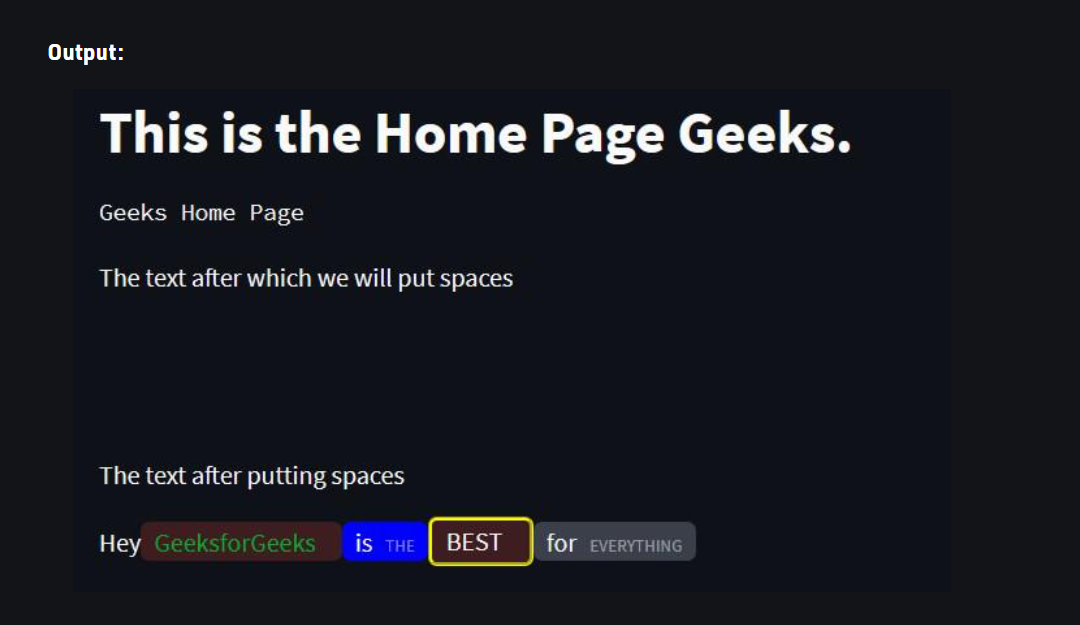 Output:
This is the Home Page Geeks.
Geeks Home Page
The text after which we will put spaces
The text after putting spaces
Hey GeeksforGeeks is THE BEST for EVERYTHING